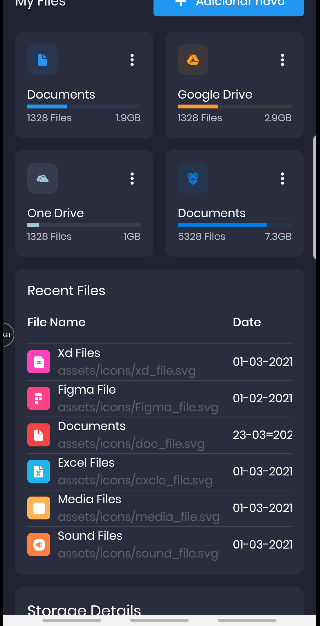 My Files
+ Adicionar novo
Documents
1328 Files 1.9GB
Google Drive
1328 Files 2.9GB
One Drive
1328 Files 1GB
Documents
5328 Files 7.3GB
Recent Files
File Name Date
Xd Files
assets/icons/xd_file.svg
01-03-2021
Figma File
assets/icons/Figma_file.svg
01-02-2021
Documents
assets/icons/doc_file.svg
23-03=202
Excel Files
assets/icons/excle_file.svg
01-03-2021
Media Files
assets/icons/media_file.svg
01-03-2021
Sound Files
assets/icons/sound_file.svg
01-03-2021
Storage Details